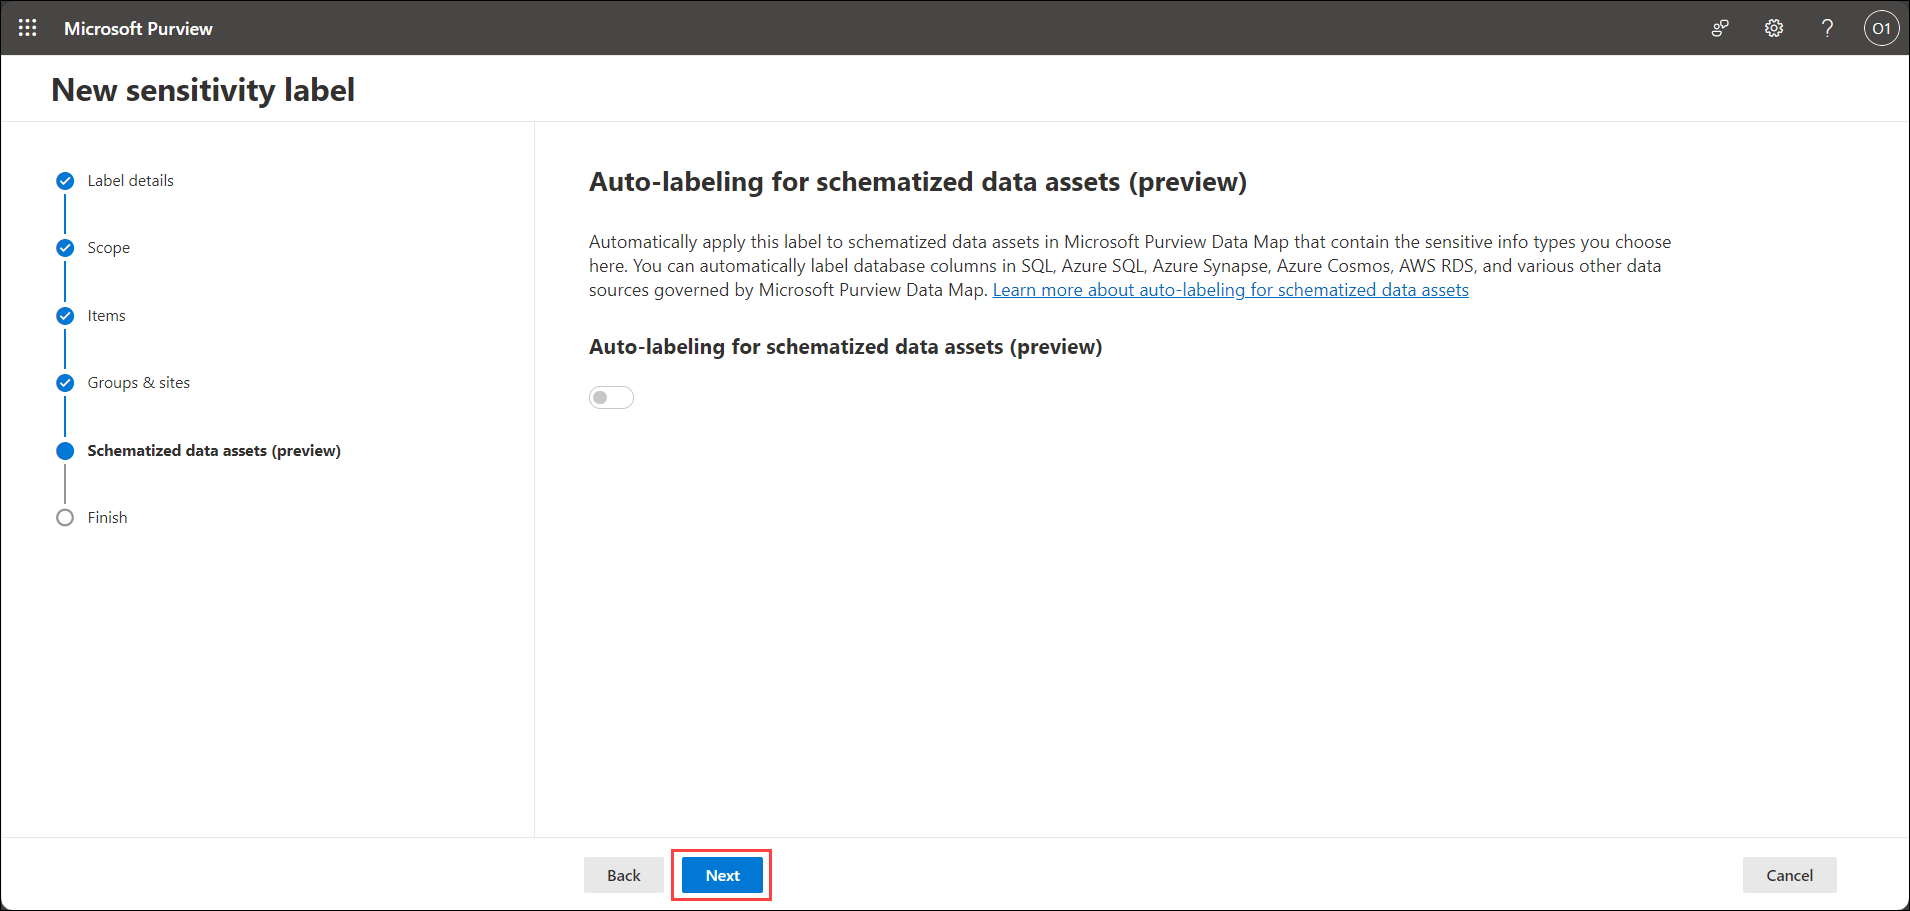 Microsoft Purview
?
O1
New sensitivity label
Label details
Scope
Items
Groups & sites
Schematized data assets (preview)
Finish
Auto-labeling for schematized data assets (preview)
Automatically apply this label to schematized data assets in Microsoft Purview Data Map that contain the sensitive info types you choose
here. You can automatically label database columns in SQL, Azure SQL, Azure Synapse, Azure Cosmos, AWS RDS, and various other data
sources governed by Microsoft Purview Data Map. Learn more about auto-labeling for schematized data assets
Auto-labeling for schematized data assets (preview)
Back
Next
Cancel